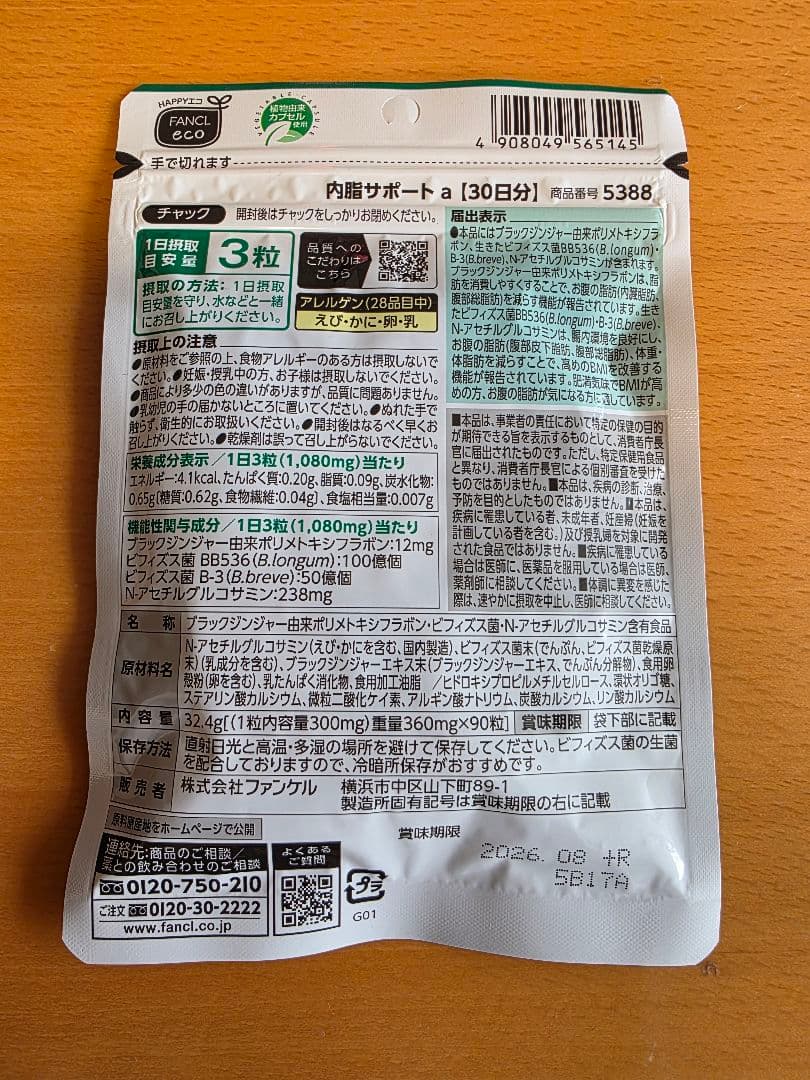 HAPPYエコ
FANCL
eco
VEGETABLE-CAPSULE
植物由来
カプセル
使用
4 908049 565145
手で切れます
内脂サポート a【30日分】 商品番号 5388
チャック 開封後はチャックをしっかりお閉めください。
1日摂取
目安量 3粒
摂取の方法: 1日摂取
目安量を守り、水などと一緒
にお召し上がりください。
品質への
こだわりは
こちら
アレルゲン(28品目中)
えび・かに・卵・乳
摂取上の注意
●原材料をご参照の上、食物アレルギーのある方は摂取しないで
ください。●妊娠・授乳中の方、お子様は摂取しないでください。
●商品により多少の色の違いがありますが、品質に問題ありません。
●乳幼児の手の届かないところに置いてください。●ぬれた手で
触らず、衛生的にお取扱いください。●開封後はなるべく早くお
召し上がりください。●乾燥剤は誤って召し上がらないでください。
栄養成分表示/1日3粒(1,080mg)当たり
エネルギー:4.1kcal、たんぱく質:0.20g、脂質:0.09g、炭水化物:
0.65g〔糖質:0.62g、食物繊維:0.04g〕、食塩相当量:0.007g
機能性関与成分/1日3粒(1,080mg)当たり
ブラックジンジャー由来ポリメトキシフラボン:12mg
ビフィズス菌 BB536(B.longum):100億個
ビフィズス菌 B-3(B.breve):50億個
N-アセチルグルコサミン:238mg
届出表示
●本品にはブラックジンジャー由来ポリメトキシフラ
ボン、生きたビフィズス菌BB536(B.longum)・
B-3(B.breve)、N-アセチルグルコサミンが含まれます。
ブラックジンジャー由来ポリメトキシフラボンは、脂
肪を消費しやすくすることで、お腹の脂肪(内臓脂肪、
腹部総脂肪)を減らす機能が報告されています。生き
たビフィズス菌BB536(B.longum)・B-3(B.breve)、
N-アセチルグルコサミンは、腸内環境を良好にし、
お腹の脂肪(腹部皮下脂肪、腹部総脂肪)、体重・
体脂肪を減らすことで、高めのBMIを改善する
機能が報告されています。肥満気味でBMIが高
めの方、お腹の脂肪が気になる方に適しています。
■本品は、事業者の責任において特定の保健の目的
が期待できる旨を表示するものとして、消費者庁長
官に届出されたものです。ただし、特定保健用食品
と異なり、消費者庁長官による個別審査を受けた
ものではありません。■本品は、疾病の診断、治療、
予防を目的としたものではありません。■本品は、
疾病に罹患している者、未成年者、妊産婦(妊娠を
計画している者を含む。)及び授乳婦を対象に開発
された食品ではありません。■疾病に罹患している
場合は医師に、医薬品を服用している場合は医師、
薬剤師に相談してください。■体調に異変を感じた
際は、速やかに摂取を中止し、医師に相談してください。
名 称 ブラックジンジャー由来ポリメトキシフラボン・ビフィズス菌・N-アセチルグルコサミン含有食品
原材料名 N-アセチルグルコサミン(えび・かにを含む、国内製造)、ビフィズス菌末(でんぷん、ビフィズス菌乾燥原
末)(乳成分を含む)、ブラックジンジャーエキス末(ブラックジンジャーエキス、でんぷん分解物)、食用卵
殻粉(卵を含む)、乳たんぱく消化物、食用加工油脂 /ヒドロキシプロピルメチルセルロース、環状オリゴ糖、
ステアリン酸カルシウム、微粒二酸化ケイ素、アルギン酸ナトリウム、炭酸カルシウム、リン酸カルシウム
内容量 32.4g[(1粒内容量300mg)重量360mg×90粒] 賞味期限 袋下部に記載
保存方法 直射日光と高温・多湿の場所を避けて保存してください。ビフィズス菌の生菌
を配合しておりますので、冷暗所保存がおすすめです。
販売者 株式会社ファンケル 横浜市中区山下町89-1
製造所固有記号は賞味期限の右に記載
原料原産地をホームページで公開
連絡先:商品のご相談/
薬との飲み合わせのご相談
0120-750-210
ご注文 0120-30-2222
www.fancl.co.jp
よくある
ご質問
プラ
G01
賞味期限
2026.08 +R
5B17A